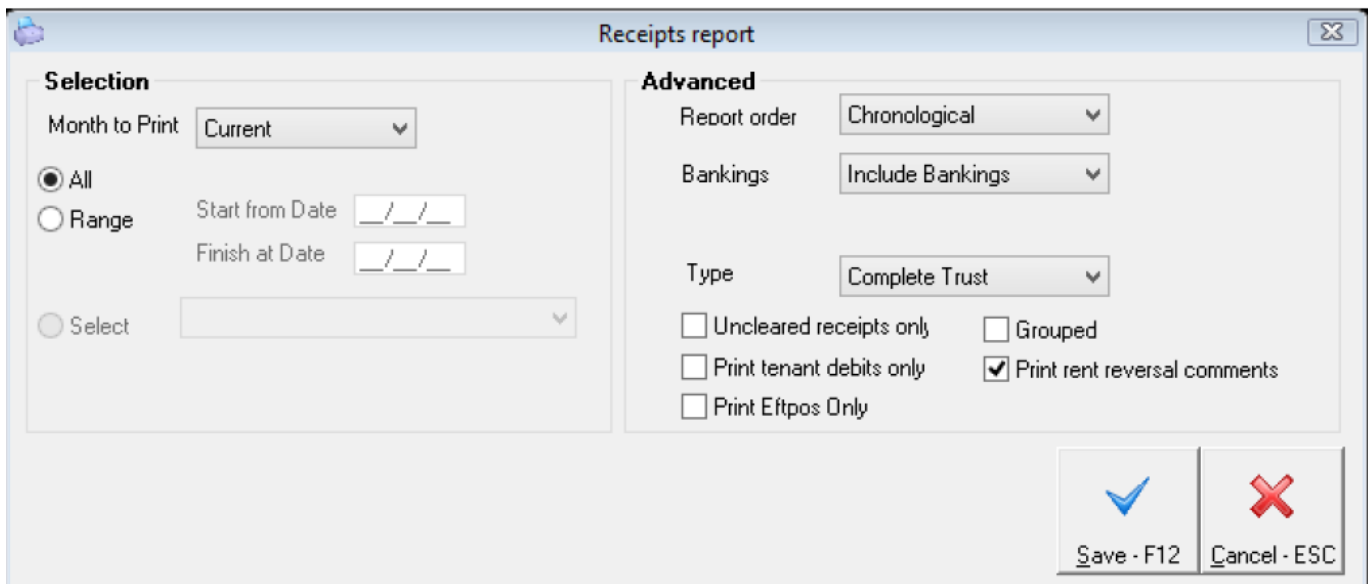 Receipts report
Selection
Month to Print Current
All
Range
Start from Date __/__/__
Finish at Date __/__/__
Select
Advanced
Report order Chronological
Bankings Include Bankings
Type Complete Trust
Uncleared receipts only Grouped
Print tenant debits only Print rent reversal comments
Print Eftpos Only
Save - F12 Cancel - ESC